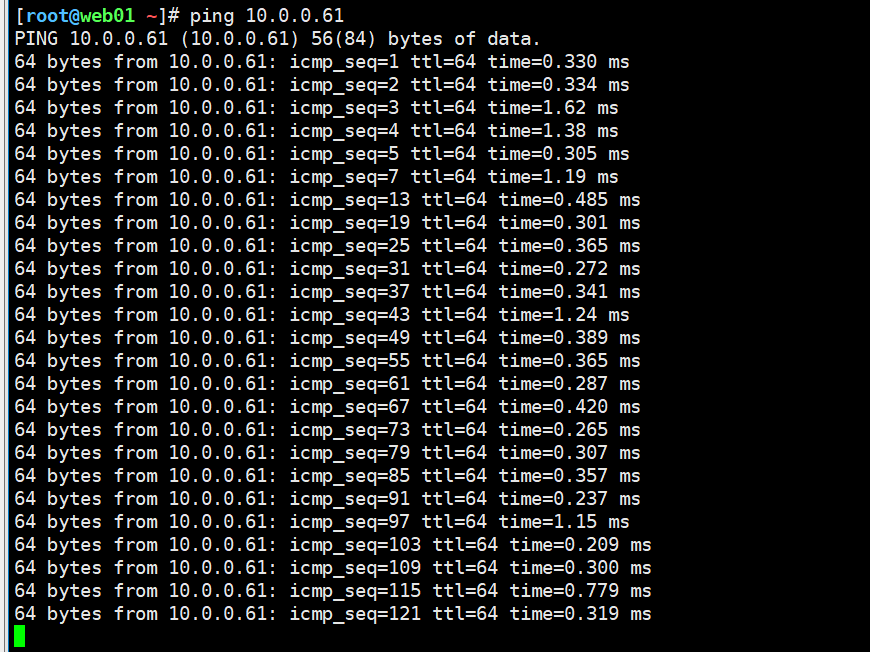 [root@web01 ~]# ping 10.0.0.61
PING 10.0.0.61 (10.0.0.61) 56(84) bytes of data.
64 bytes from 10.0.0.61: icmp_seq=1 ttl=64 time=0.330 ms
64 bytes from 10.0.0.61: icmp_seq=2 ttl=64 time=0.334 ms
64 bytes from 10.0.0.61: icmp_seq=3 ttl=64 time=1.62 ms
64 bytes from 10.0.0.61: icmp_seq=4 ttl=64 time=1.38 ms
64 bytes from 10.0.0.61: icmp_seq=5 ttl=64 time=0.305 ms
64 bytes from 10.0.0.61: icmp_seq=7 ttl=64 time=1.19 ms
64 bytes from 10.0.0.61: icmp_seq=13 ttl=64 time=0.485 ms
64 bytes from 10.0.0.61: icmp_seq=19 ttl=64 time=0.301 ms
64 bytes from 10.0.0.61: icmp_seq=25 ttl=64 time=0.365 ms
64 bytes from 10.0.0.61: icmp_seq=31 ttl=64 time=0.272 ms
64 bytes from 10.0.0.61: icmp_seq=37 ttl=64 time=0.341 ms
64 bytes from 10.0.0.61: icmp_seq=43 ttl=64 time=1.24 ms
64 bytes from 10.0.0.61: icmp_seq=49 ttl=64 time=0.389 ms
64 bytes from 10.0.0.61: icmp_seq=55 ttl=64 time=0.365 ms
64 bytes from 10.0.0.61: icmp_seq=61 ttl=64 time=0.287 ms
64 bytes from 10.0.0.61: icmp_seq=67 ttl=64 time=0.420 ms
64 bytes from 10.0.0.61: icmp_seq=73 ttl=64 time=0.265 ms
64 bytes from 10.0.0.61: icmp_seq=79 ttl=64 time=0.307 ms
64 bytes from 10.0.0.61: icmp_seq=85 ttl=64 time=0.357 ms
64 bytes from 10.0.0.61: icmp_seq=91 ttl=64 time=0.237 ms
64 bytes from 10.0.0.61: icmp_seq=97 ttl=64 time=1.15 ms
64 bytes from 10.0.0.61: icmp_seq=103 ttl=64 time=0.209 ms
64 bytes from 10.0.0.61: icmp_seq=109 ttl=64 time=0.300 ms
64 bytes from 10.0.0.61: icmp_seq=115 ttl=64 time=0.779 ms
64 bytes from 10.0.0.61: icmp_seq=121 ttl=64 time=0.319 ms